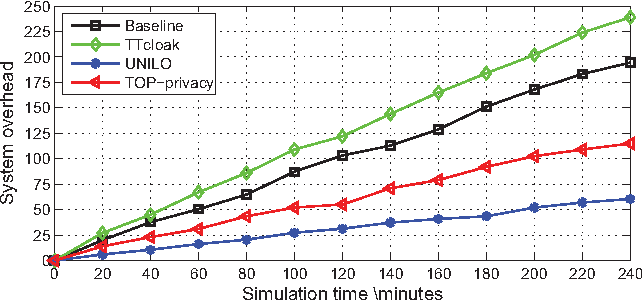 250
225
200
175
150
125
100
75
50
25
0
System overhead
Baseline
TTcloak
UNILO
TOP-privacy
0 20 40 60 80 100 120 140 160 180 200 220 240
Simulation time \minutes